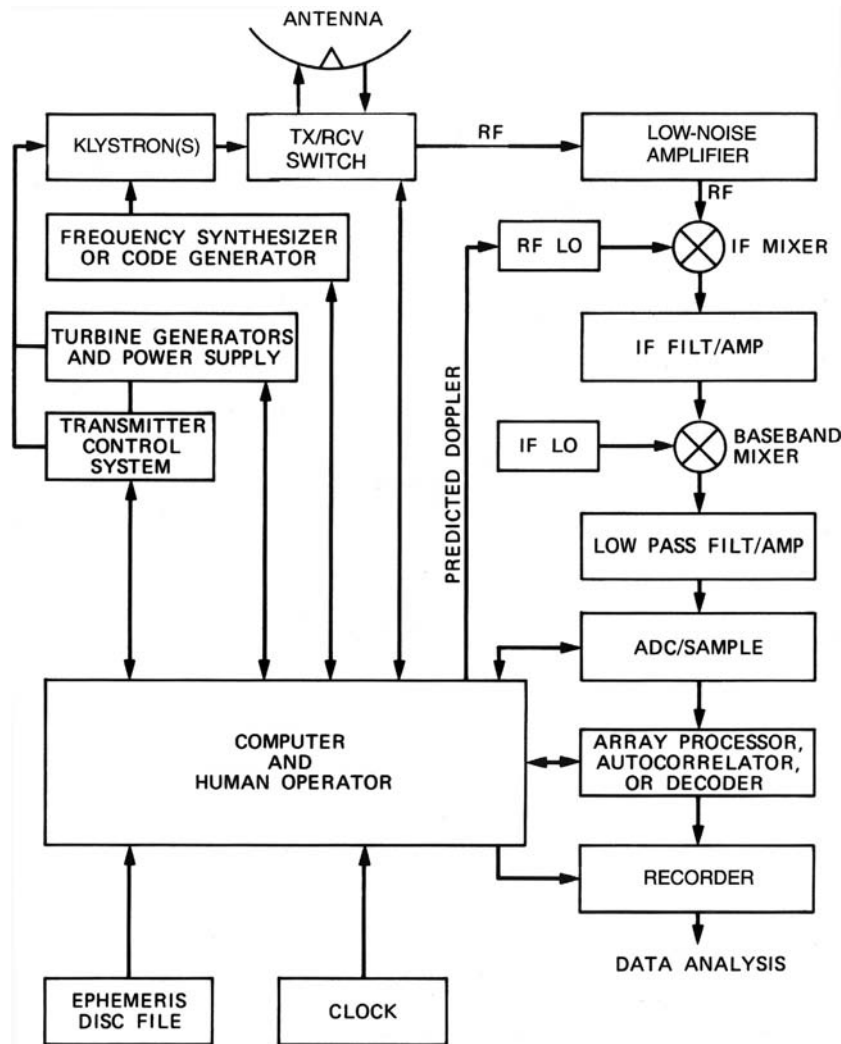 ANTENNA
KLYSTRON(S)
TX/RCV
SWITCH
RF
LOW-NOISE
AMPLIFIER
RF
FREQUENCY SYNTHESIZER
OR CODE GENERATOR
RF LO
IF MIXER
TURBINE GENERATORS
AND POWER SUPPLY
IF FILT/AMP
TRANSMITTER
CONTROL
SYSTEM
PREDICTED DOPPLER
IF LO
BASEBAND
MIXER
LOW PASS FILT/AMP
ADC/SAMPLE
COMPUTER
AND
HUMAN OPERATOR
ARRAY PROCESSOR,
AUTOCORRELATOR,
OR DECODER
RECORDER
DATA ANALYSIS
EPHEMERIS
DISC FILE
CLOCK